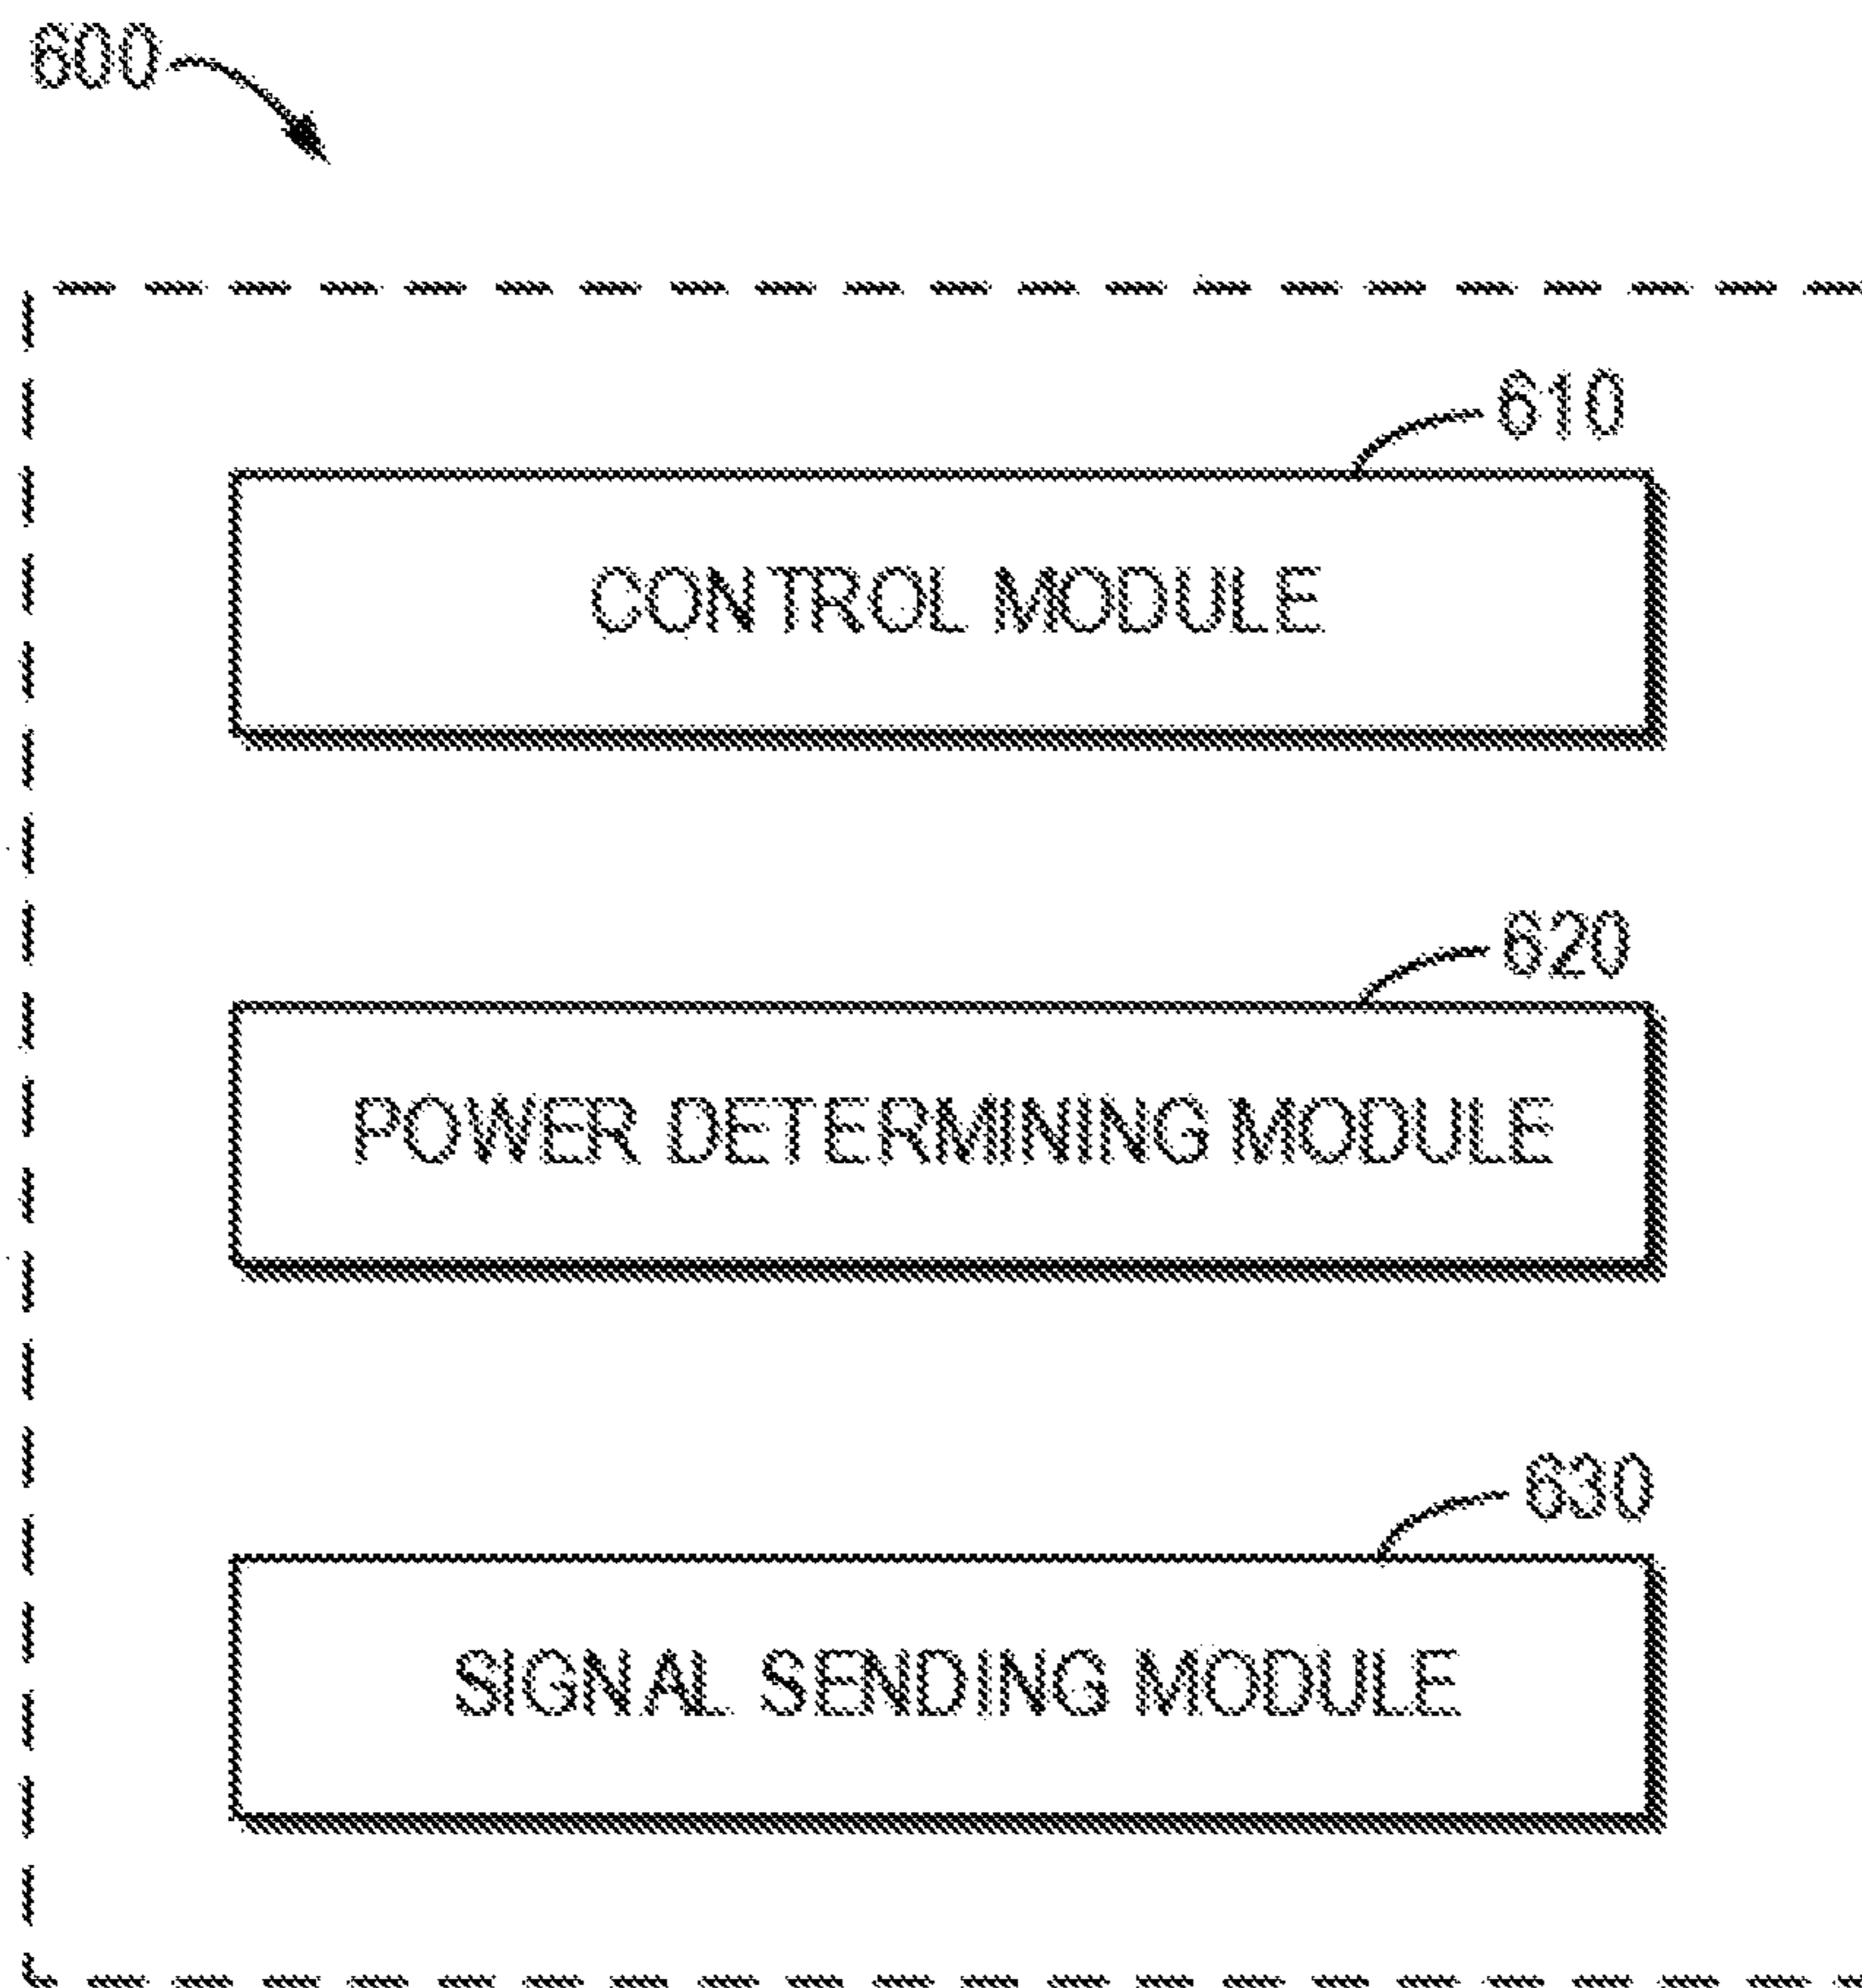 600
610
CONTROL MODULE
620
POWER DETERMINING MODULE
630
SIGNAL SENDING MODULE